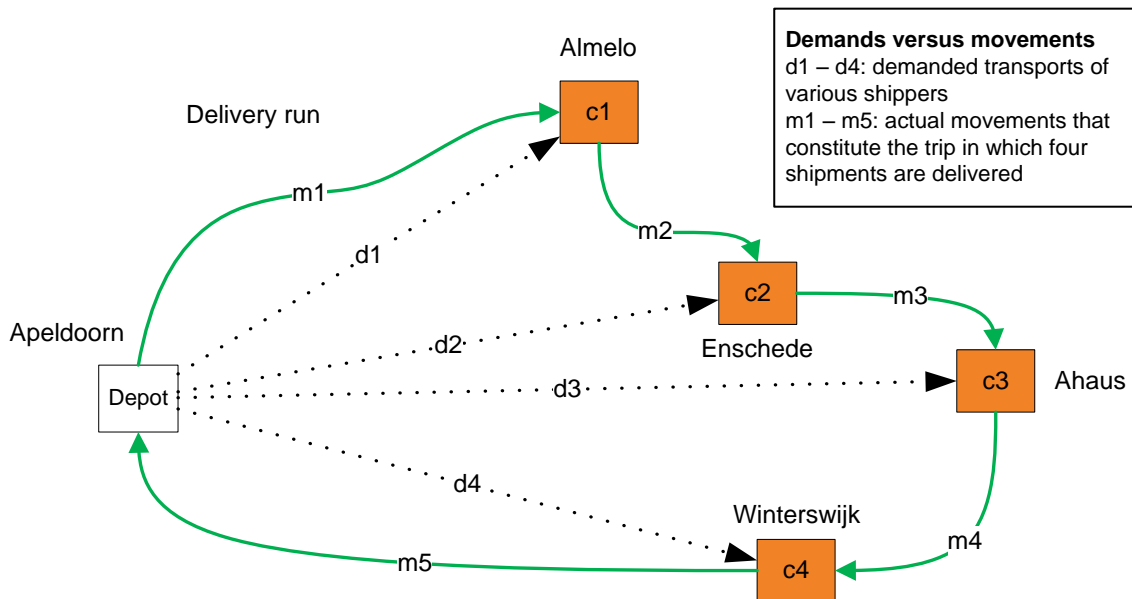 Almelo
Demands versus movements
d1 – d4: demanded transports of
various shippers
m1 – m5: actual movements that
constitute the trip in which four
shipments are delivered
Delivery run
c1
m1
m2
d1
c2
m3
Apeldoorn
d2
Enschede
Depot
d3
c3
Ahaus
d4
Winterswijk
m4
m5
c4